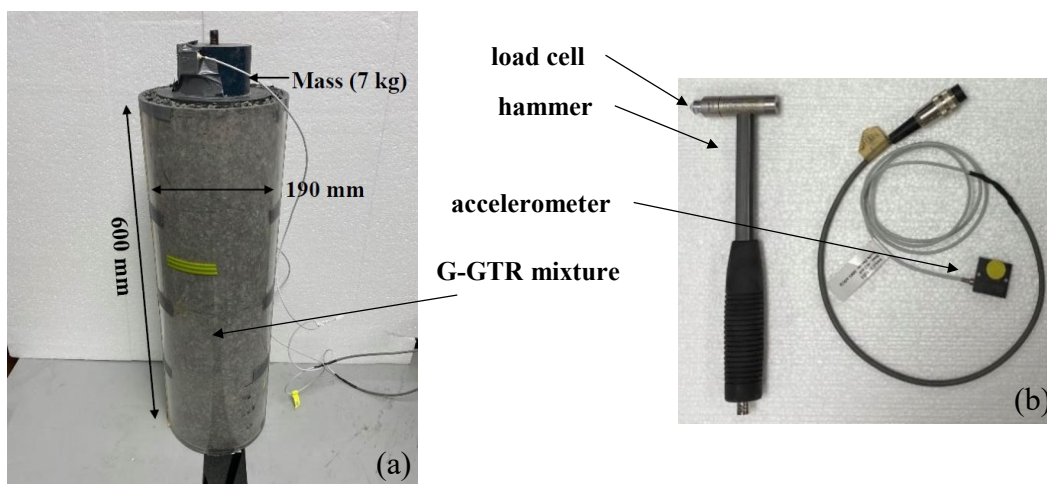 Mass (7 kg)
190 mm
600 mm
(a)
load cell
hammer
accelerometer
G-GTR mixture
(b)